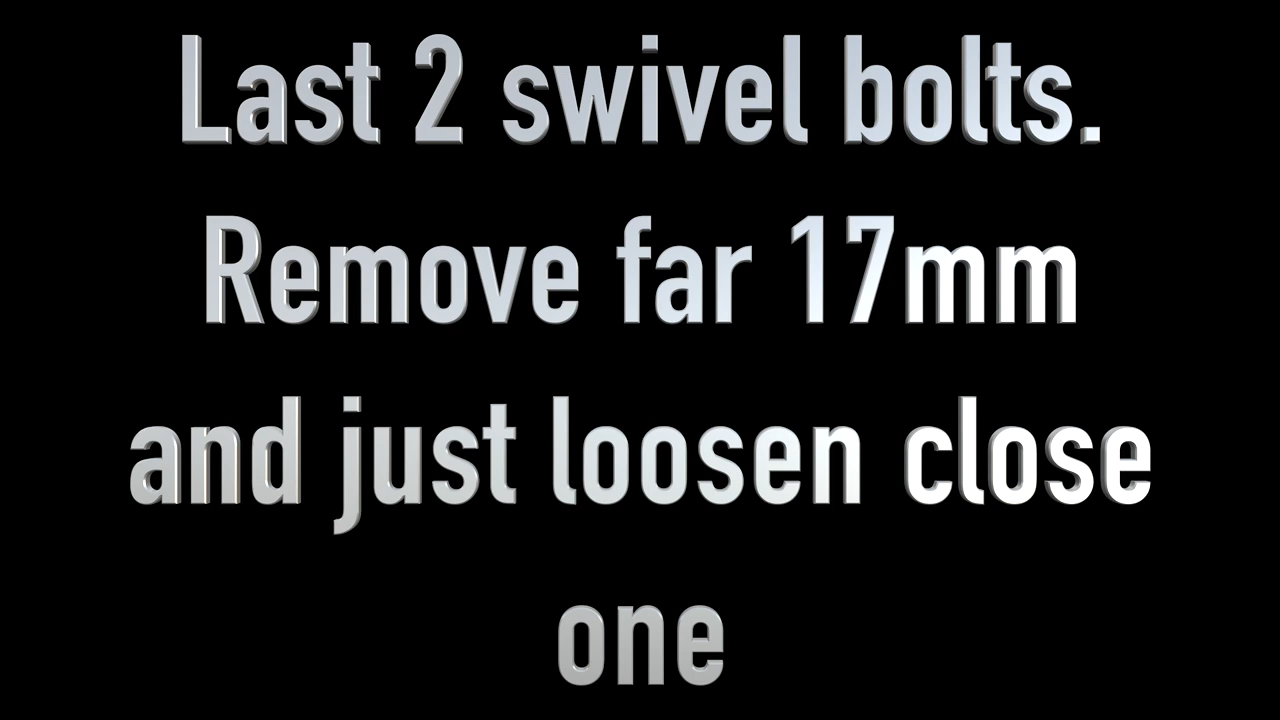 Last 2 swivel bolts.
Remove far 17mm
and just loosen close
one